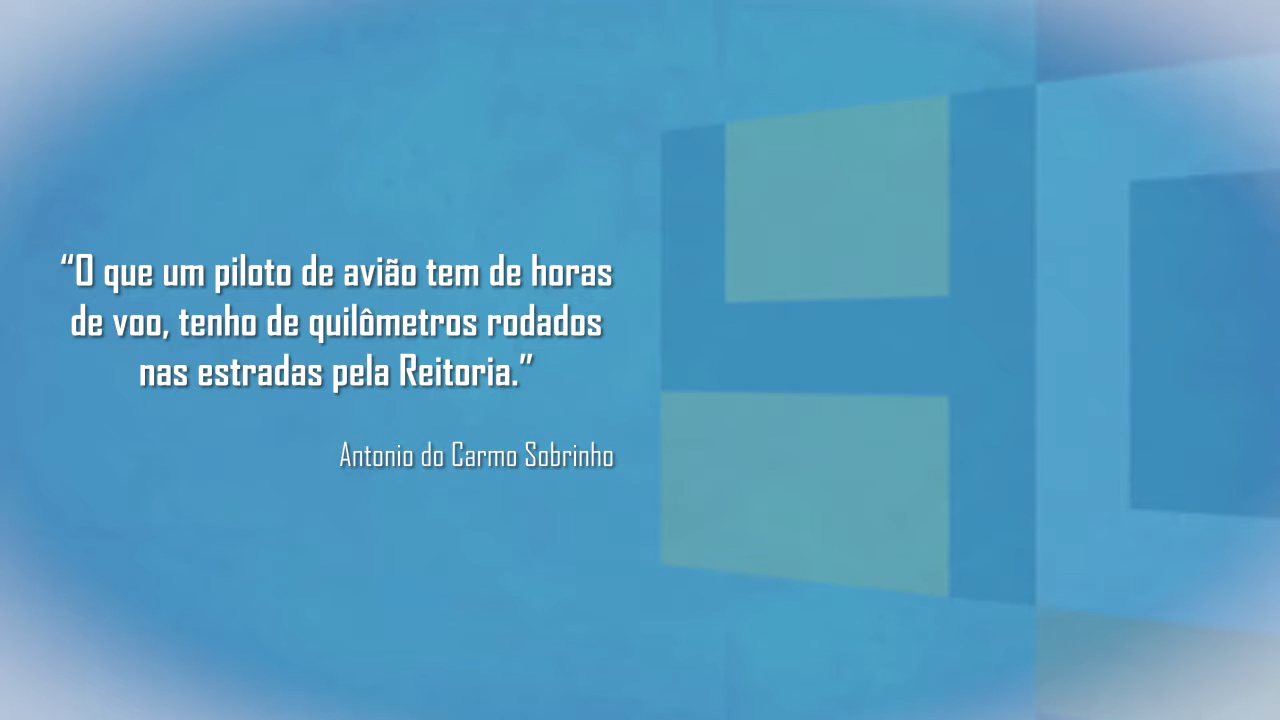 “O que um piloto de avião tem de horas
de voo, tenho de quilômetros rodados
nas estradas pela Reitoria.”
Antonio do Carmo Sobrinho